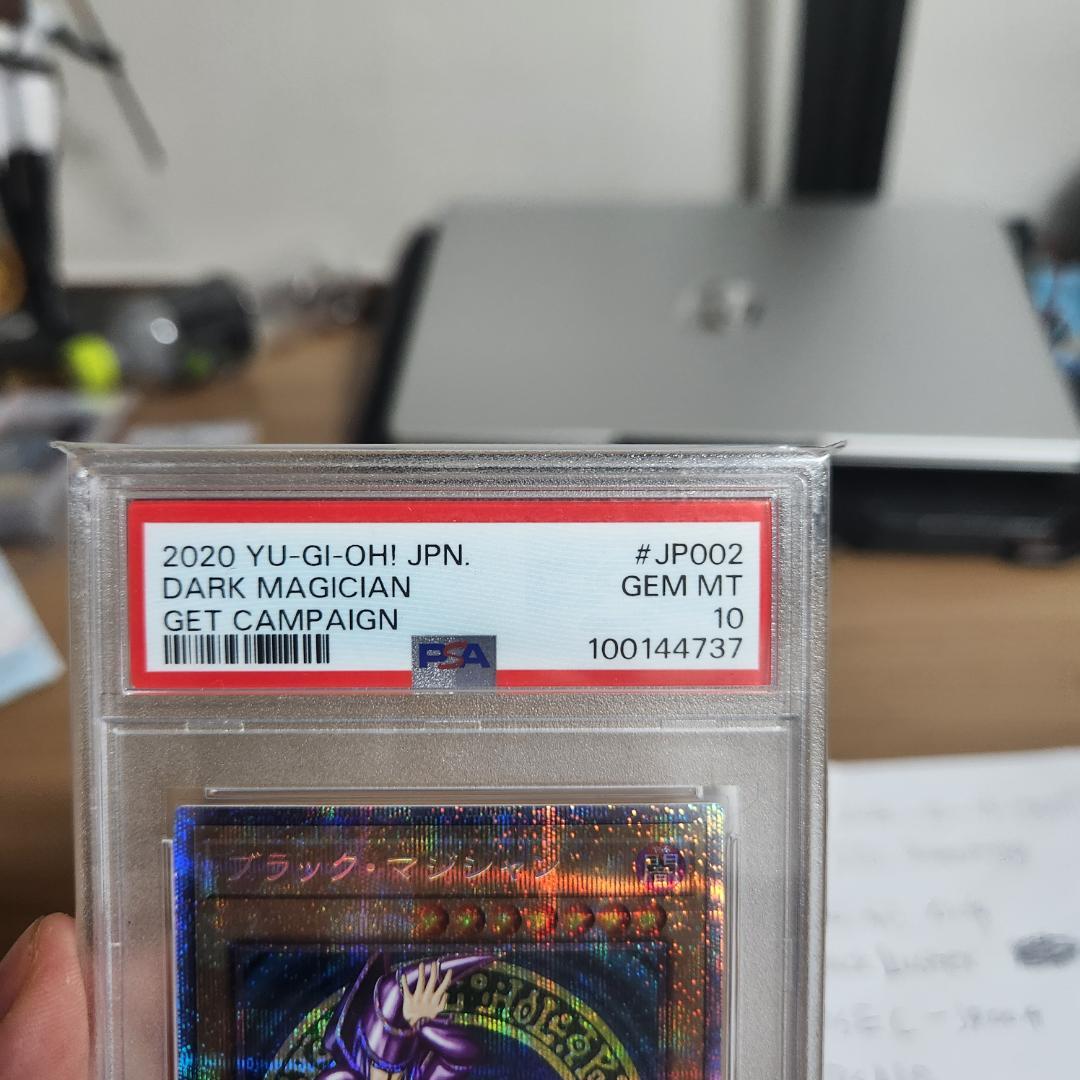 2020 YU-GI-OH! JPN. #JP002
DARK MAGICIAN GEM MT
GET CAMPAIGN 10
PSA 100144737
ブラック・マジシャン 闇